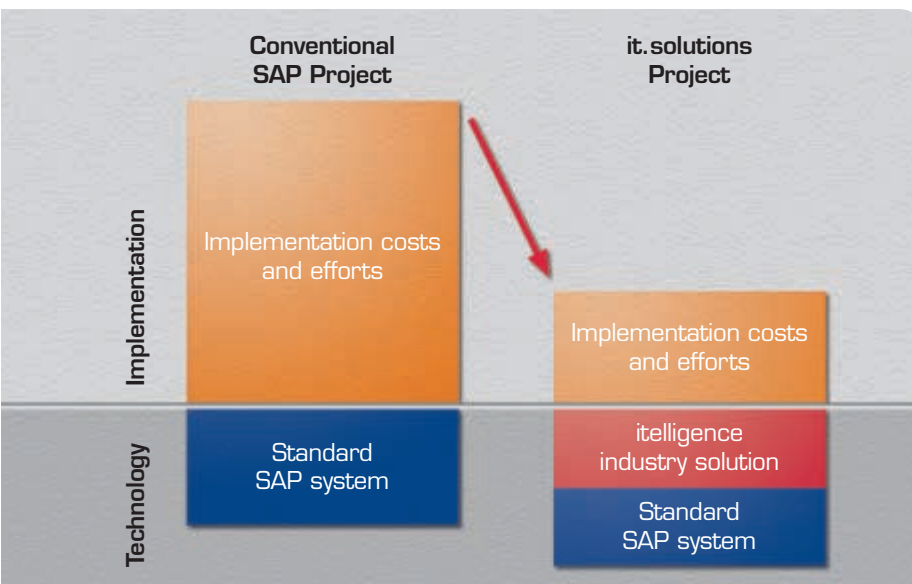 Conventional
SAP Project
it.solutions
Project
Implementation
Implementation costs
and efforts
Implementation costs
and efforts
Technology
Standard
SAP system
itelligence
industry solution
Standard
SAP system